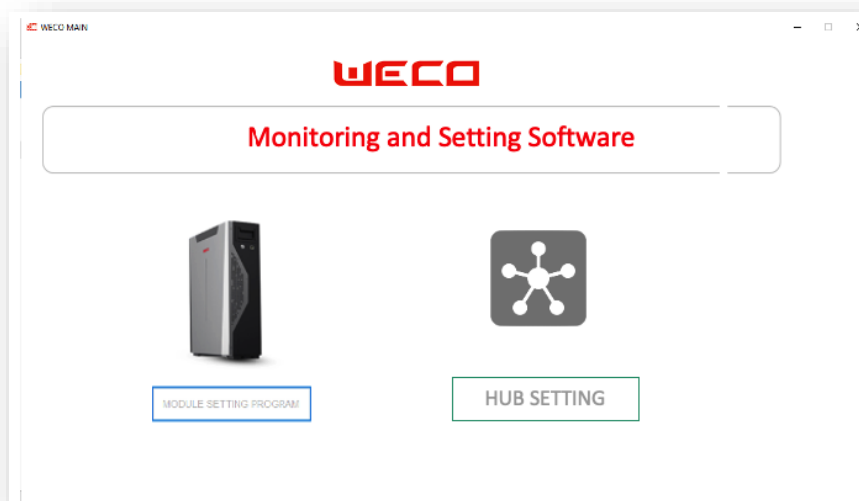 WECO MAIN
WECO
Monitoring and Setting Software
MODULE SETTING PROGRAM
HUB SETTING